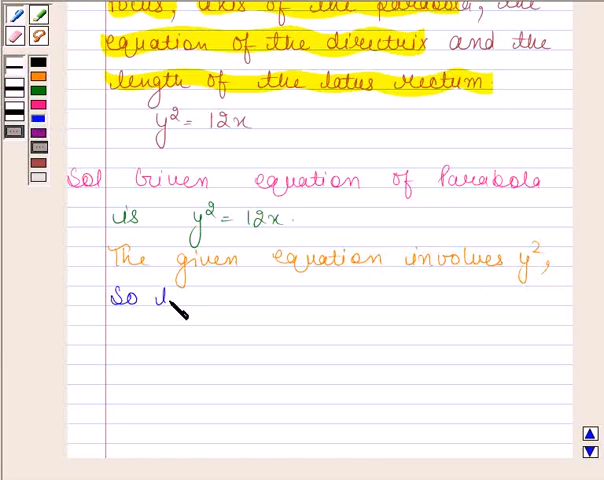 focus, axis of the parabola, the
equation of the directrix and the
length of the latus rectum
y² = 12x
Sol Given equation of Parabola
is y² = 12x.
The given equation involves y²,
So